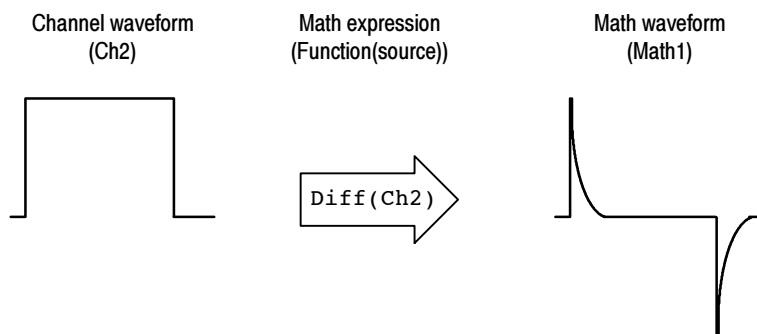 Channel waveform
(Ch2)
Math expression
(Function(source))
Math waveform
(Math1)
Diff(Ch2)